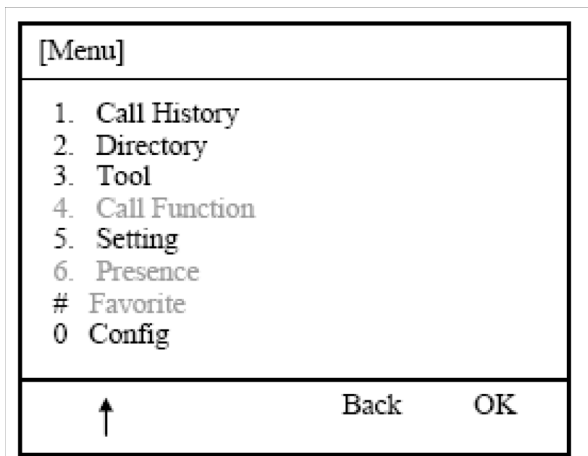 [Menu]
1. Call History
2. Directory
3. Tool
4. Call Function
5. Setting
6. Presence
# Favorite
0 Config
↑ Back OK